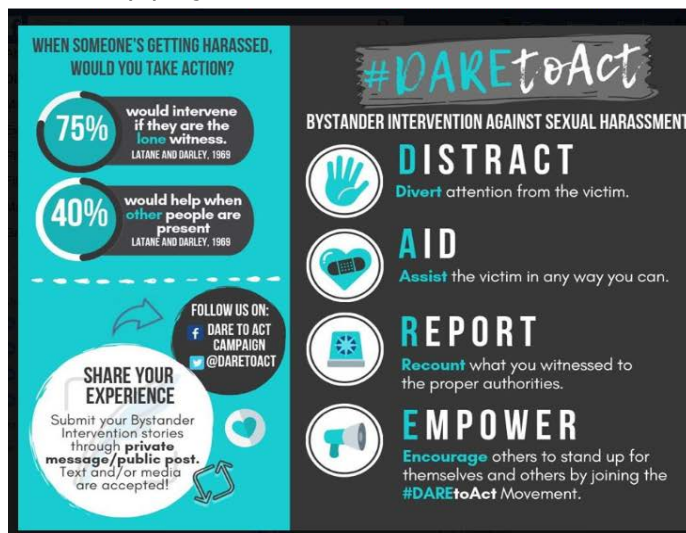 WHEN SOMEONE'S GETTING HARASSED,
WOULD YOU TAKE ACTION?
75%
would intervene
if they are the
lone witness.
LATANE AND DARLEY, 1969
40%
would help when
other people are
present
LATANE AND DARLEY, 1969
FOLLOW US ON:
DARE TO ACT
CAMPAIGN
@DARETOACT
SHARE YOUR
EXPERIENCE
Submit your Bystander
Intervention stories
through private
message/public post.
Text and/or media
are accepted!
#DAREtoAct
BYSTANDER INTERVENTION AGAINST SEXUAL HARASSMENT
DISTRACT
Divert attention from the victim.
AID
Assist the victim in any way you can.
REPORT
Recount what you witnessed to
the proper authorities.
EMPOWER
Encourage others to stand up for
themselves and others by joining the
#DAREtoAct Movement.